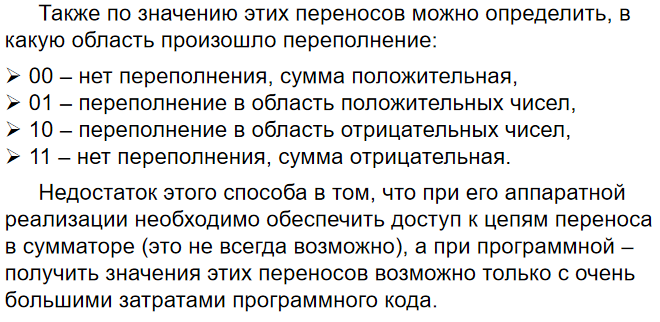 Также по значению этих переносов можно определить, в
какую область произошло переполнение:
➢ 00 – нет переполнения, сумма положительная,
➢ 01 – переполнение в область положительных чисел,
➢ 10 – переполнение в область отрицательных чисел,
➢ 11 – нет переполнения, сумма отрицательная.
Недостаток этого способа в том, что при его аппаратной
реализации необходимо обеспечить доступ к цепям переноса
в сумматоре (это не всегда возможно), а при программной –
получить значения этих переносов возможно только с очень
большими затратами программного кода.